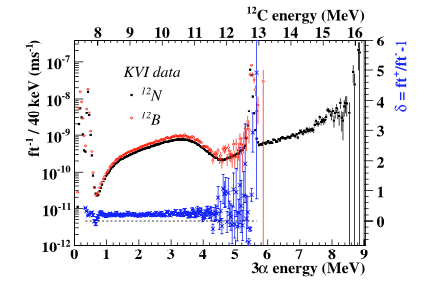 ¹²C energy (MeV)
8 9 10 11 12 13 14 15 16
ft⁻¹ / 40 keV (ms⁻¹)
10⁻⁷
10⁻⁸
10⁻⁹
10⁻¹⁰
10⁻¹¹
10⁻¹²
KVI data
¹²N
¹²B
6
5
4
3
2
1
0
δ = ft⁺/ft⁻-1
0 1 2 3 4 5 6 7 8 9
3α energy (MeV)